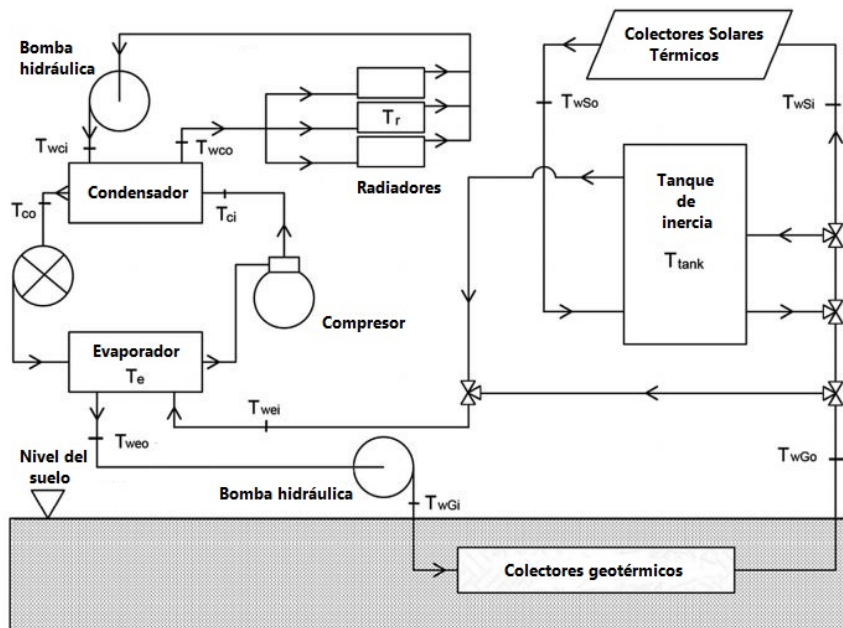 Bomba
hidráulica
Colectores Solares
Térmicos
TwSo
TwSi
Tr
Twci
Twco
Radiadores
Condensador
Tanque
de
inercia
Ttank
Tco
Tci
Compresor
Evaporador
Te
Twei
Tweo
Nivel del
suelo
Bomba hidráulica
TwGo
TwGi
Colectores geotérmicos